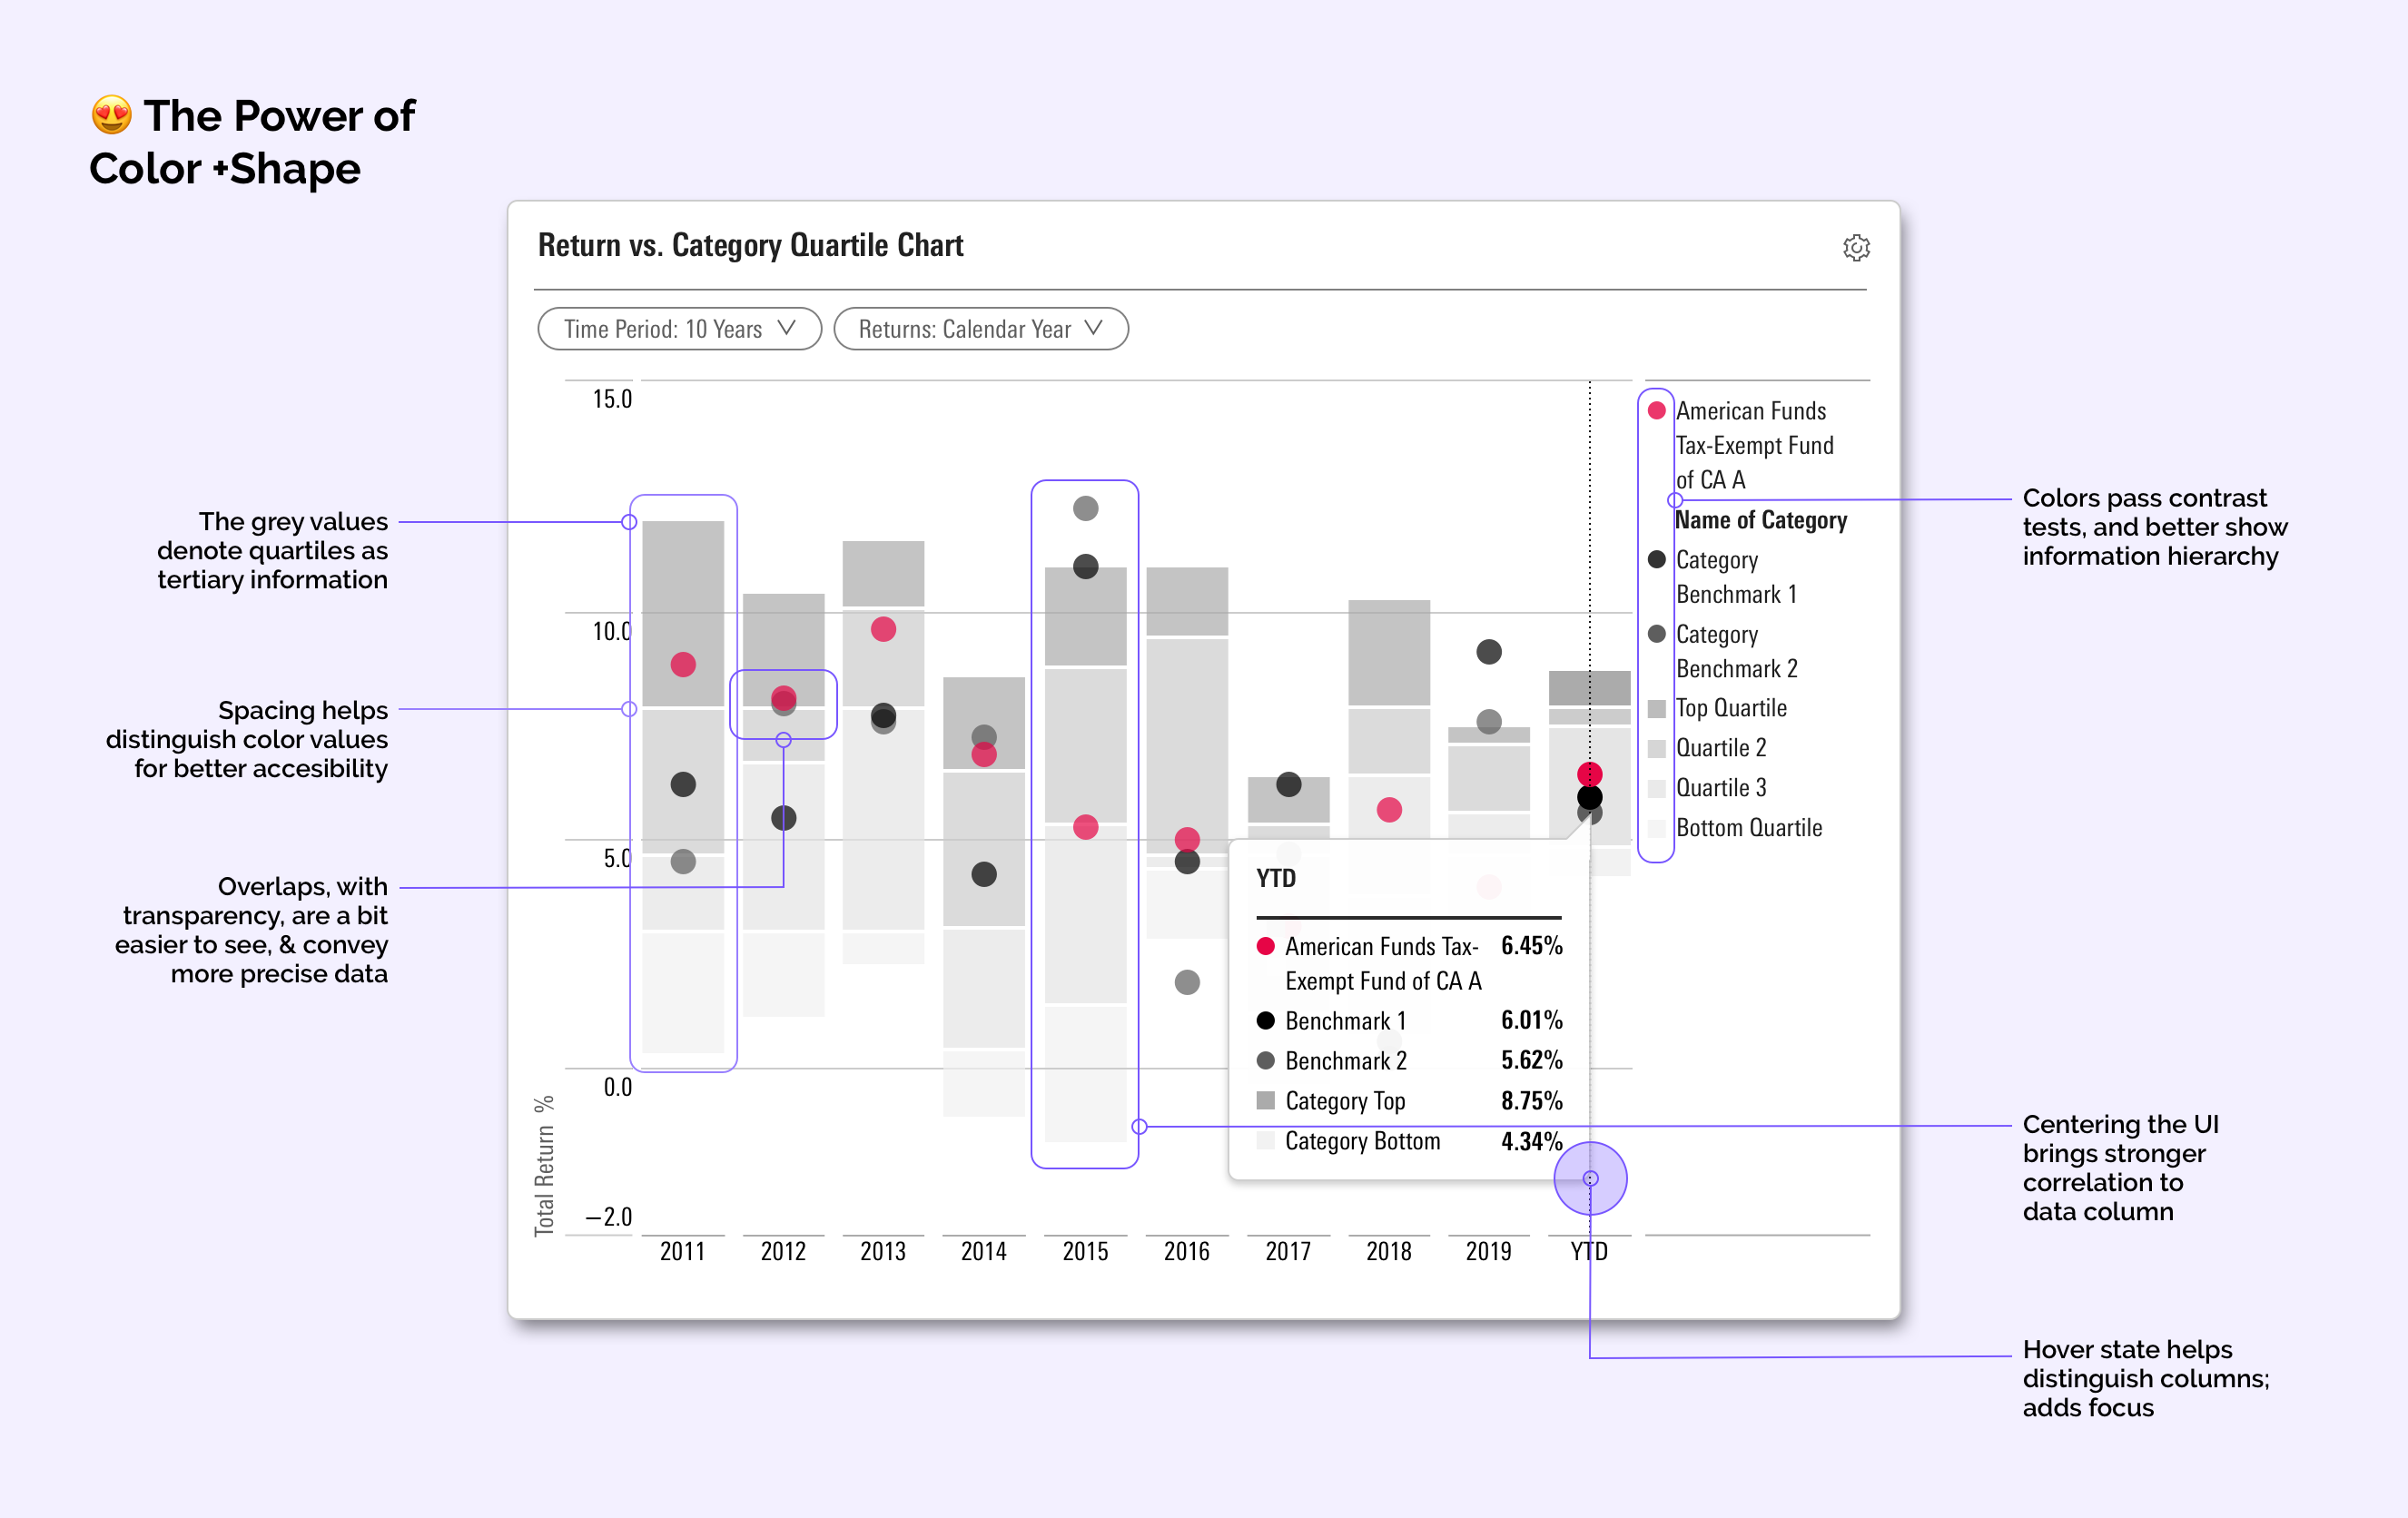 😍 The Power of
Color +Shape
Return vs. Category Quartile Chart
Time Period: 10 Years
Returns: Calendar Year
15.0
10.0
5.0
0.0
−2.0
Total Return %
2011
2012
2013
2014
2015
2016
2017
2018
2019
YTD
American Funds
Tax-Exempt Fund
of CA A
Name of Category
Category
Benchmark 1
Category
Benchmark 2
Top Quartile
Quartile 2
Quartile 3
Bottom Quartile
YTD
American Funds Tax- 6.45%
Exempt Fund of CA A
Benchmark 1 6.01%
Benchmark 2 5.62%
Category Top 8.75%
Category Bottom 4.34%
The grey values
denote quartiles as
tertiary information
Spacing helps
distinguish color values
for better accesibility
Overlaps, with
transparency, are a bit
easier to see, & convey
more precise data
Colors pass contrast
tests, and better show
information hierarchy
Centering the UI
brings stronger
correlation to
data column
Hover state helps
distinguish columns;
adds focus